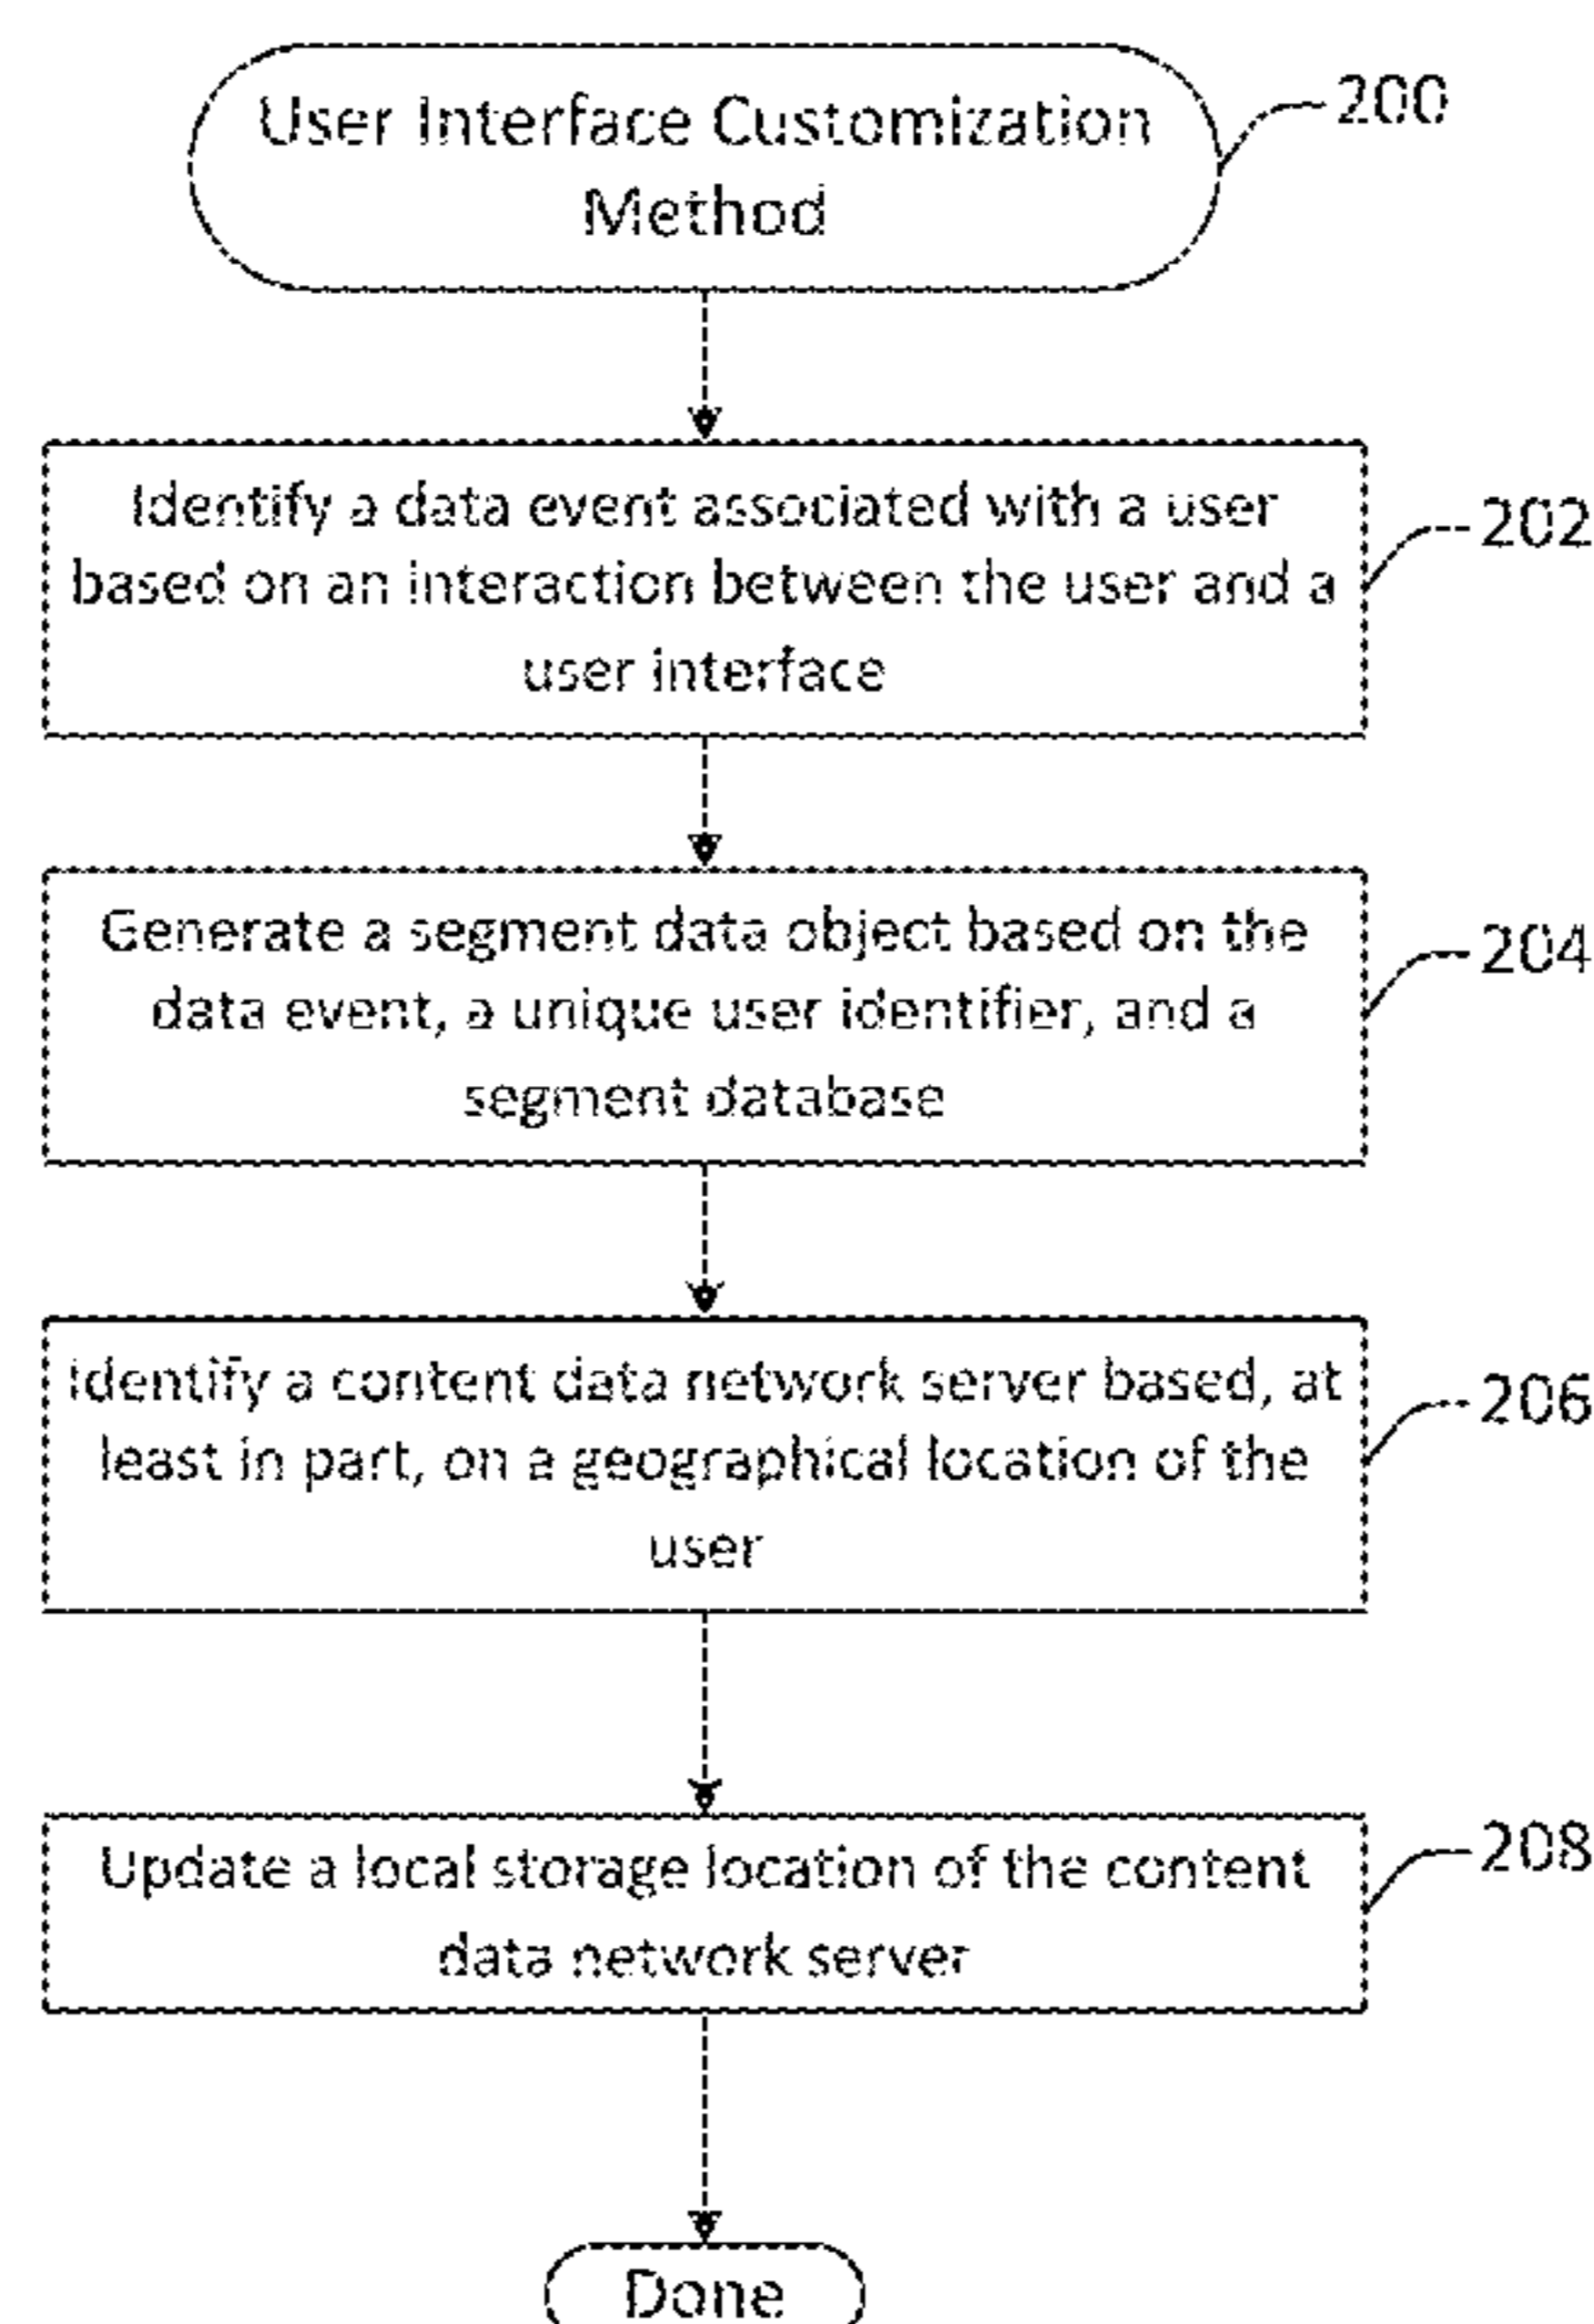 User Interface Customization
Method
200
Identify a data event associated with a user
based on an interaction between the user and a
user interface
202
Generate a segment data object based on the
data event, a unique user identifier, and a
segment database
204
Identify a content data network server based, at
least in part, on a geographical location of the
user
206
Update a local storage location of the content
data network server
208
Done